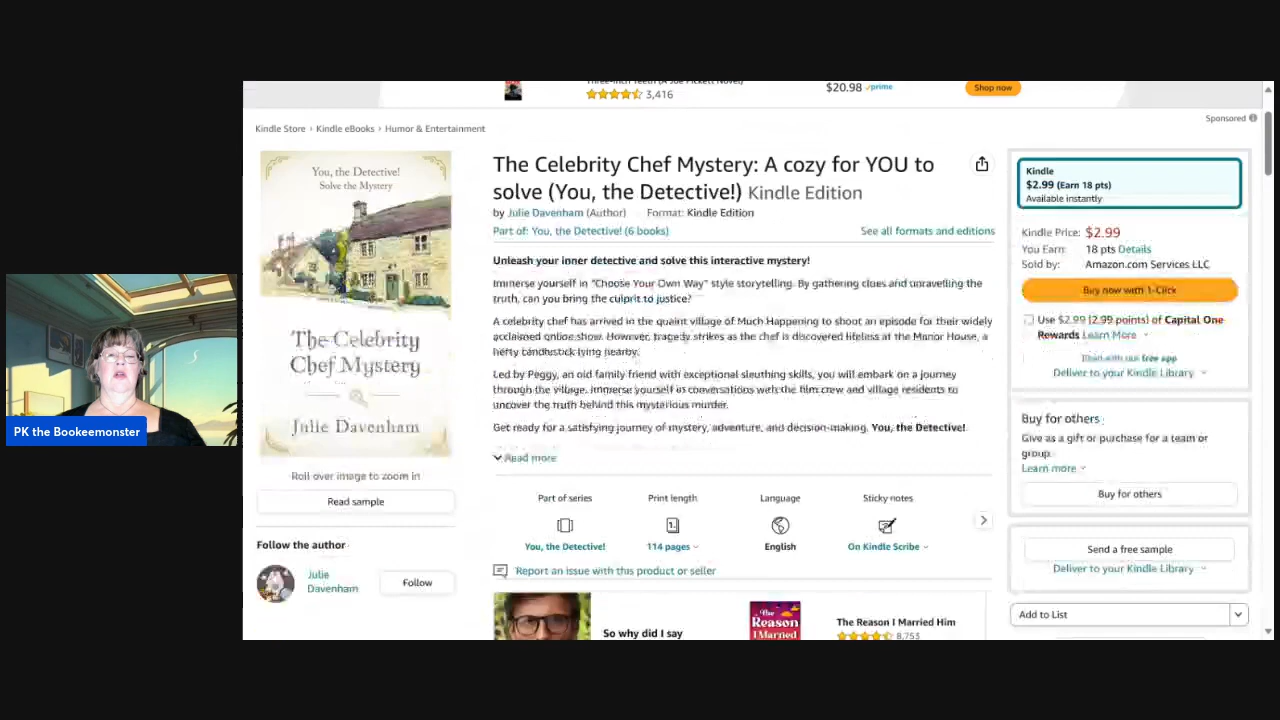 Three-Inch Teeth (A Joe Pickett Novel)
3,416
$20.98 prime
Shop now
Sponsored
Kindle Store › Kindle eBooks › Humor & Entertainment
You, the Detective!
Solve the Mystery
The Celebrity
Chef Mystery
Julie Davenham
Roll over image to zoom in
Read sample
Follow the author
Julie
Davenham
Follow
The Celebrity Chef Mystery: A cozy for YOU to
solve (You, the Detective!) Kindle Edition
by Julie Davenham (Author) Format: Kindle Edition
Part of: You, the Detective! (6 books)
See all formats and editions
Unleash your inner detective and solve this interactive mystery!
Immerse yourself in "Choose Your Own Way" style storytelling. By gathering clues and unravelling the
truth, can you bring the culprit to justice?
A celebrity chef has arrived in the quaint village of Much Happening to shoot an episode for their widely
acclaimed online show. However, tragedy strikes as the chef is discovered lifeless at the Manor House, a
hefty candlestick lying nearby.
Led by Peggy, an old family friend with exceptional sleuthing skills, you will embark on a journey
through the village. Immerse yourself in conversations with the film crew and village residents to
uncover the truth behind this mysterious murder.
Get ready for a satisfying journey of mystery, adventure, and decision-making. You, the Detective!
Read more
Part of series
You, the Detective!
Print length
1
114 pages
Language
English
Sticky notes
On Kindle Scribe
Report an issue with this product or seller
So why did I say
The Reason I Married
The Reason I Married Him
8,753
Kindle
$2.99 (Earn 18 pts)
Available instantly
Kindle Price: $2.99
You Earn: 18 pts Details
Sold by: Amazon.com Services LLC
Buy now with 1-Click
Use $2.99 (299 points) of Capital One
Rewards Learn More
Read with our free app
Deliver to your Kindle Library
Buy for others
Give as a gift or purchase for a team or
group.
Learn more
Buy for others
Send a free sample
Deliver to your Kindle Library
Add to List
PK the Bookeemonster